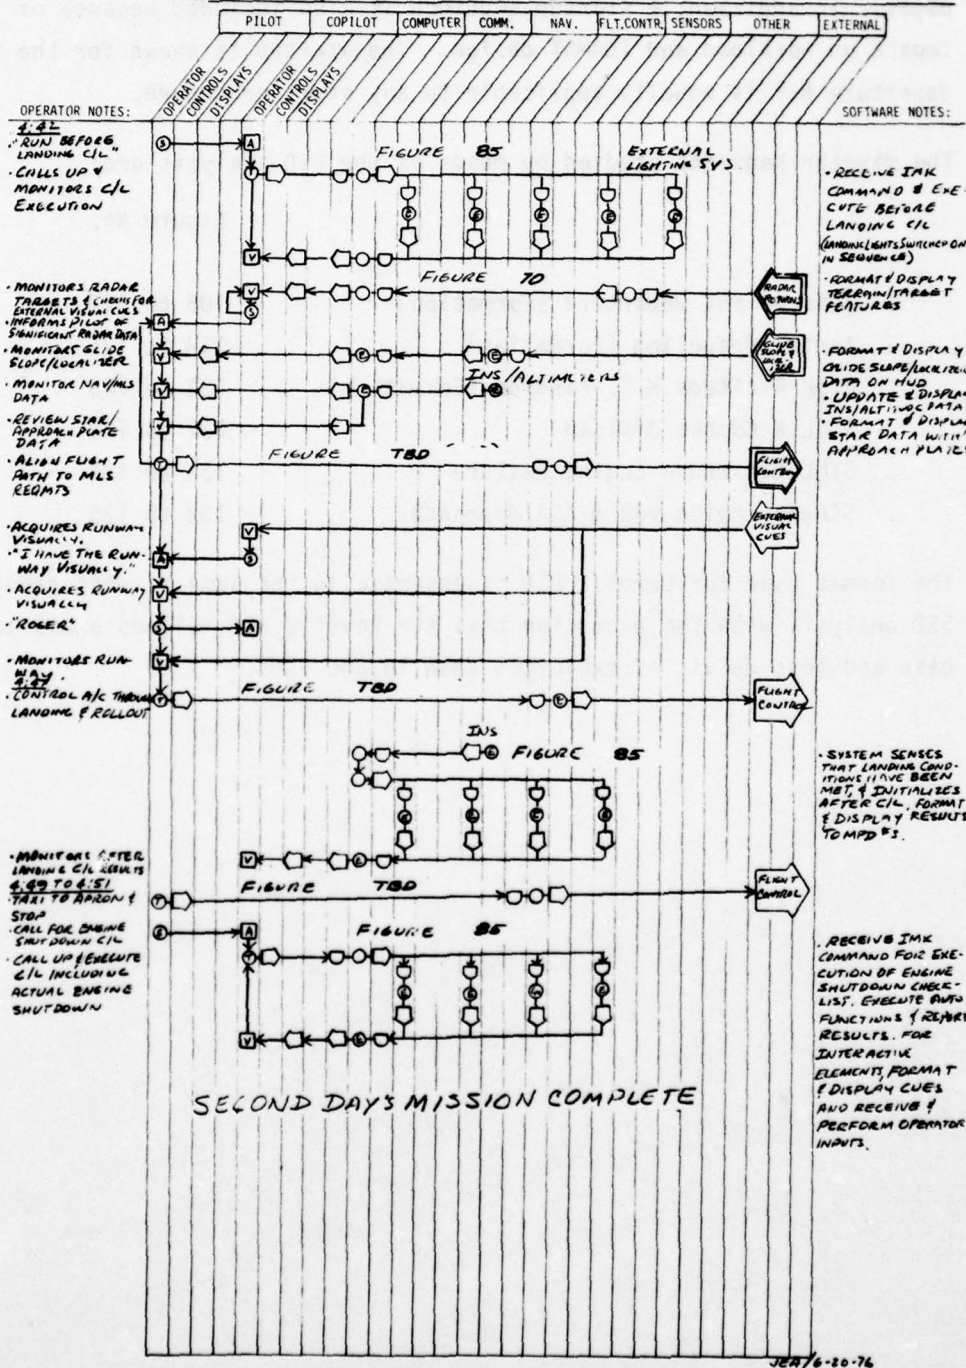 PILOT COPILOT COMPUTER COMM. NAV. FLT.CONTR. SENSORS OTHER EXTERNAL
OPERATOR CONTROLS DISPLAYS OPERATOR CONTROLS DISPLAYS
OPERATOR NOTES: SOFTWARE NOTES:
4:42
"RUN BEFORE
LANDING C/L"
• CALLS UP &
MONITORS C/L
EXECUTION
• MONITORS RADAR
TARGETS & CHECKS FOR
EXTERNAL VISUAL CUES
• INFORMS PILOT OF
SIGNIFICANT RADAR DATA
• MONITORS GLIDE
SLOPE/LOCALIZER
• MONITOR NAV/MLS
DATA
• REVIEW STAR/
APPROACH PLATE
DATA
• ALIGN FLIGHT
PATH TO MLS
REQMTS
• ACQUIRES RUNWAY
VISUALLY.
• "I HAVE THE RUN-
WAY VISUALLY."
• ACQUIRES RUNWAY
VISUALLY
• "ROGER"
• MONITORS RUN-
WAY
4:47
• CONTROL A/C THROUGH
LANDING & ROLLOUT
• MONITORS AFTER
LANDING C/L RESULTS
4:49 TO 4:51
• TAXI TO APRON &
STOP
• CALL FOR ENGINE
SHUTDOWN C/L
• CALL UP & EXECUTE
C/L INCLUDING
ACTUAL ENGINE
SHUTDOWN
S A
FIGURE 85
EXTERNAL
LIGHTING SYS
T
E E E E E
V E
FIGURE 70
V
S
RADAR
RETURNS
A
V E E
GLIDE
SLOPE &
LOCAL-
IZER
INS/ALTIMETERS
V E E
V
T
FIGURE TBD
FLIGHT
CONTROL
V
EXTERNAL
VISUAL
CUES
A S
V
S A
V
T
FIGURE TBD
E
FLIGHT
CONTROL
INS
E FIGURE 85
E E E E
V E
FIGURE TBD
T
FLIGHT
CONTROL
S A
FIGURE 85
T
E E E E
V E
SECOND DAY'S MISSION COMPLETE
• RECEIVE IMK
COMMAND & EXE-
CUTE BEFORE
LANDING C/L
(LANDING LIGHTS SWITCHED ON
IN SEQUENCE)
• FORMAT & DISPLAY
TERRAIN/TARGET
FEATURES
• FORMAT & DISPLAY
GLIDE SLOPE/LOCALIZER
DATA ON HUD
• UPDATE & DISPLAY
INS/ALT/VOC DATA
• FORMAT & DISPLAY
STAR DATA WITH
APPROACH PLATE
• SYSTEM SENSES
THAT LANDING COND-
ITIONS HAVE BEEN
MET, & INITIALIZES
AFTER C/L, FORMAT
& DISPLAY RESULTS
TO MPD #3.
• RECEIVE IMK
COMMAND FOR EXE-
CUTION OF ENGINE
SHUTDOWN CHECK-
LIST. EXECUTE AUTO
FUNCTIONS & REPORT
RESULTS. FOR
INTERACTIVE
ELEMENTS, FORMAT
& DISPLAY CUES
AND RECEIVE &
PERFORM OPERATOR
INPUTS.
JEA/6-20-76